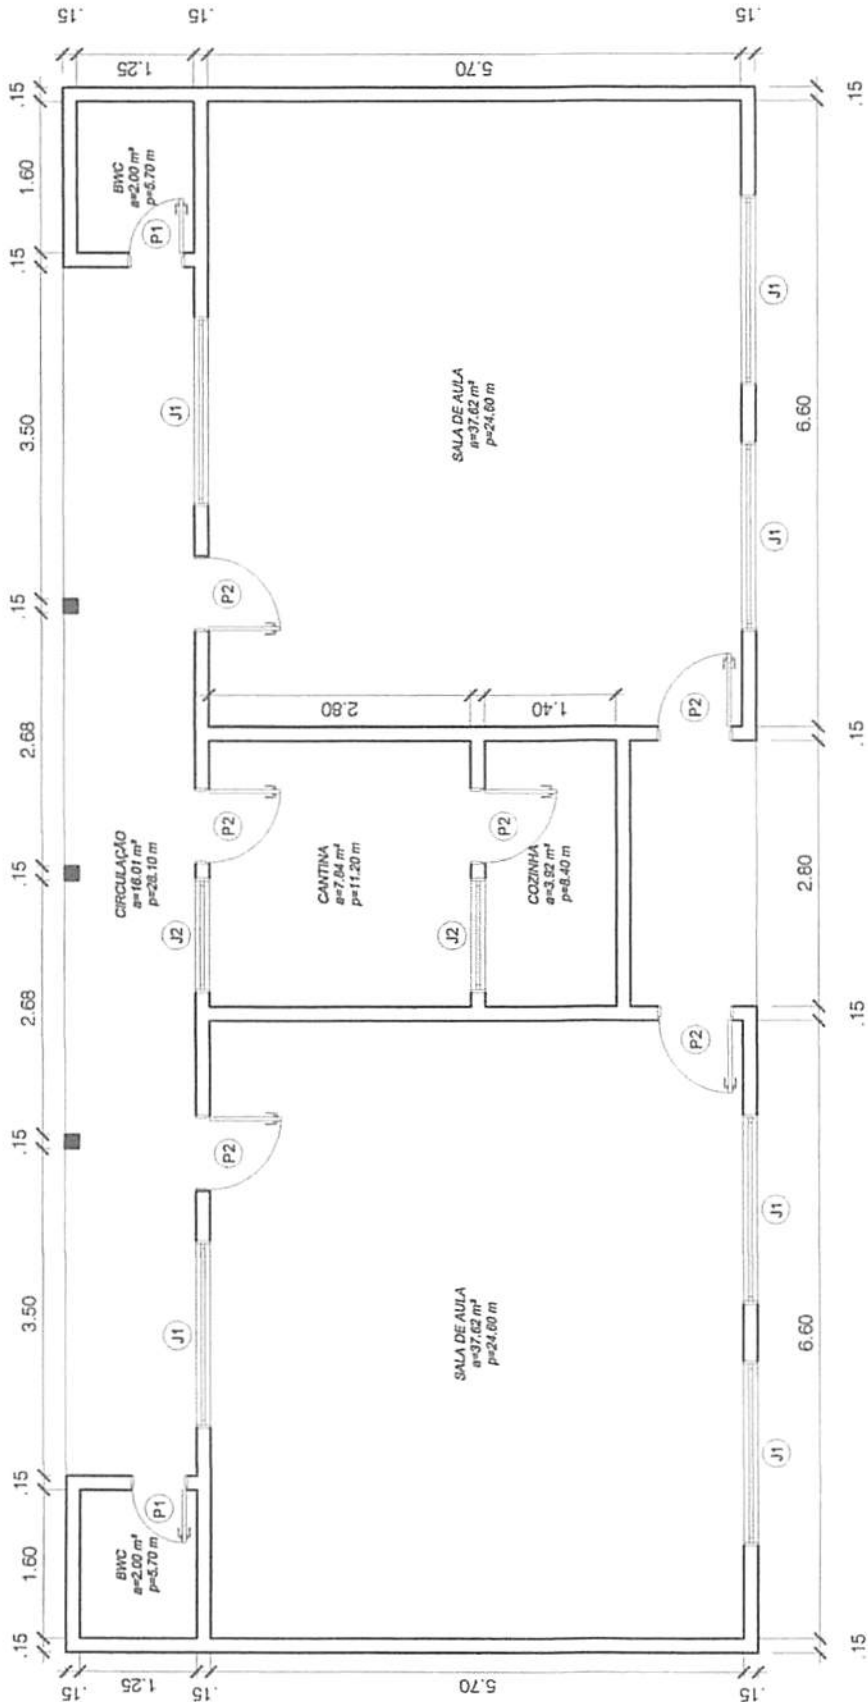 .15 1.60 .15 3.50 .15 2.68 .15 2.68 .15 3.50 .15 1.60 .15
.15
1.25
.15
5.70
.15
BWC
a=2.00 m²
p=5.70 m
P1
CIRCULAÇÃO
a=16.01 m²
p=28.10 m
BWC
a=2.00 m²
p=5.70 m
P1
.15
1.25
.15
5.70
.15
J1
J2
J1
P2
P2
P2
CANTINA
a=7.84 m²
p=11.20 m
2.80
SALA DE AULA
a=37.62 m²
p=24.60 m
J2
SALA DE AULA
a=37.62 m²
p=24.60 m
P2
COZINHA
a=3.92 m²
p=8.40 m
1.40
P2
P2
J1
J1
J1
J1
6.60 2.80 6.60
.15 .15 .15 .15